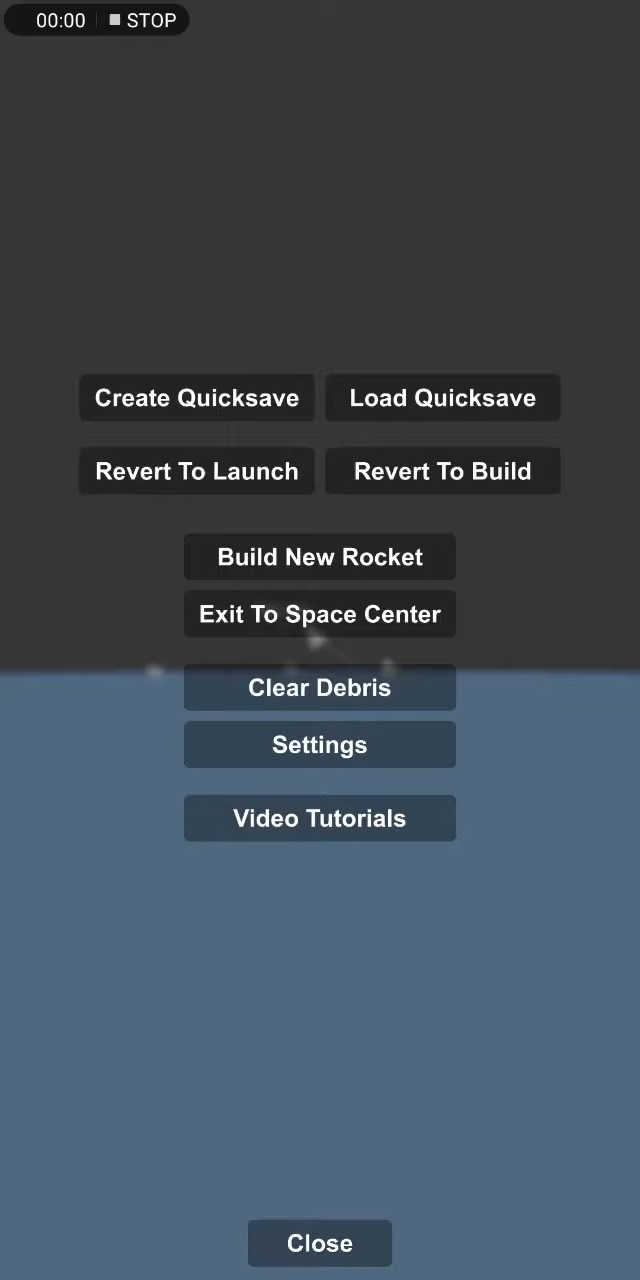 00:00 STOP
Create Quicksave Load Quicksave
Revert To Launch Revert To Build
Build New Rocket
Exit To Space Center
Clear Debris
Settings
Video Tutorials
Close